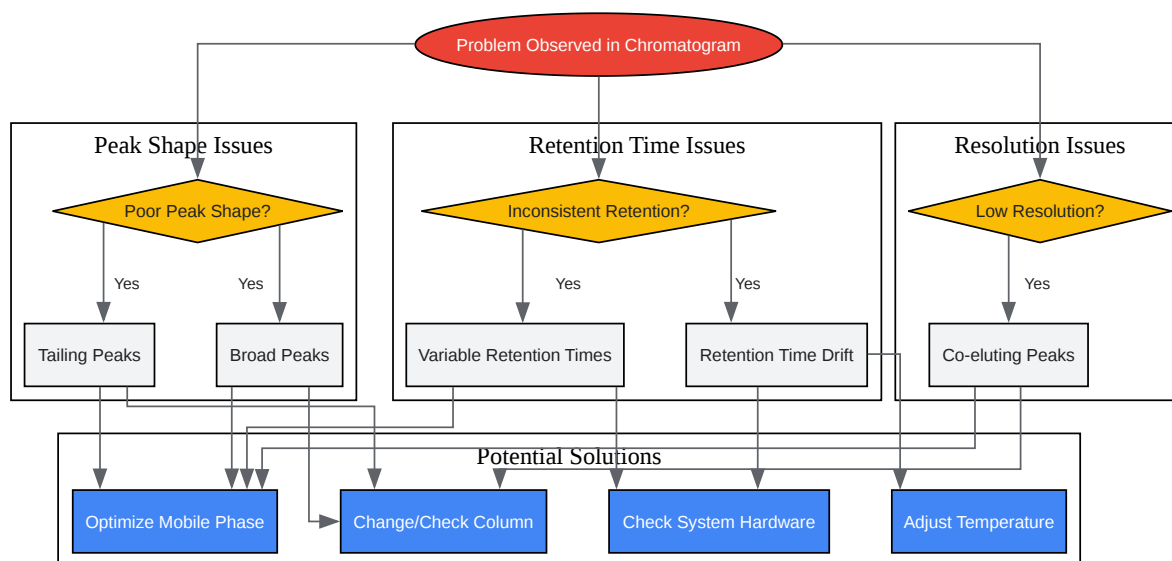 Problem Observed in Chromatogram
Peak Shape Issues
Retention Time Issues
Resolution Issues
Poor Peak Shape?
Inconsistent Retention?
Low Resolution?
Yes
Yes
Yes
Yes
Yes
Tailing Peaks
Broad Peaks
Variable Retention Times
Retention Time Drift
Co-eluting Peaks
Potential Solutions
Optimize Mobile Phase
Change/Check Column
Check System Hardware
Adjust Temperature